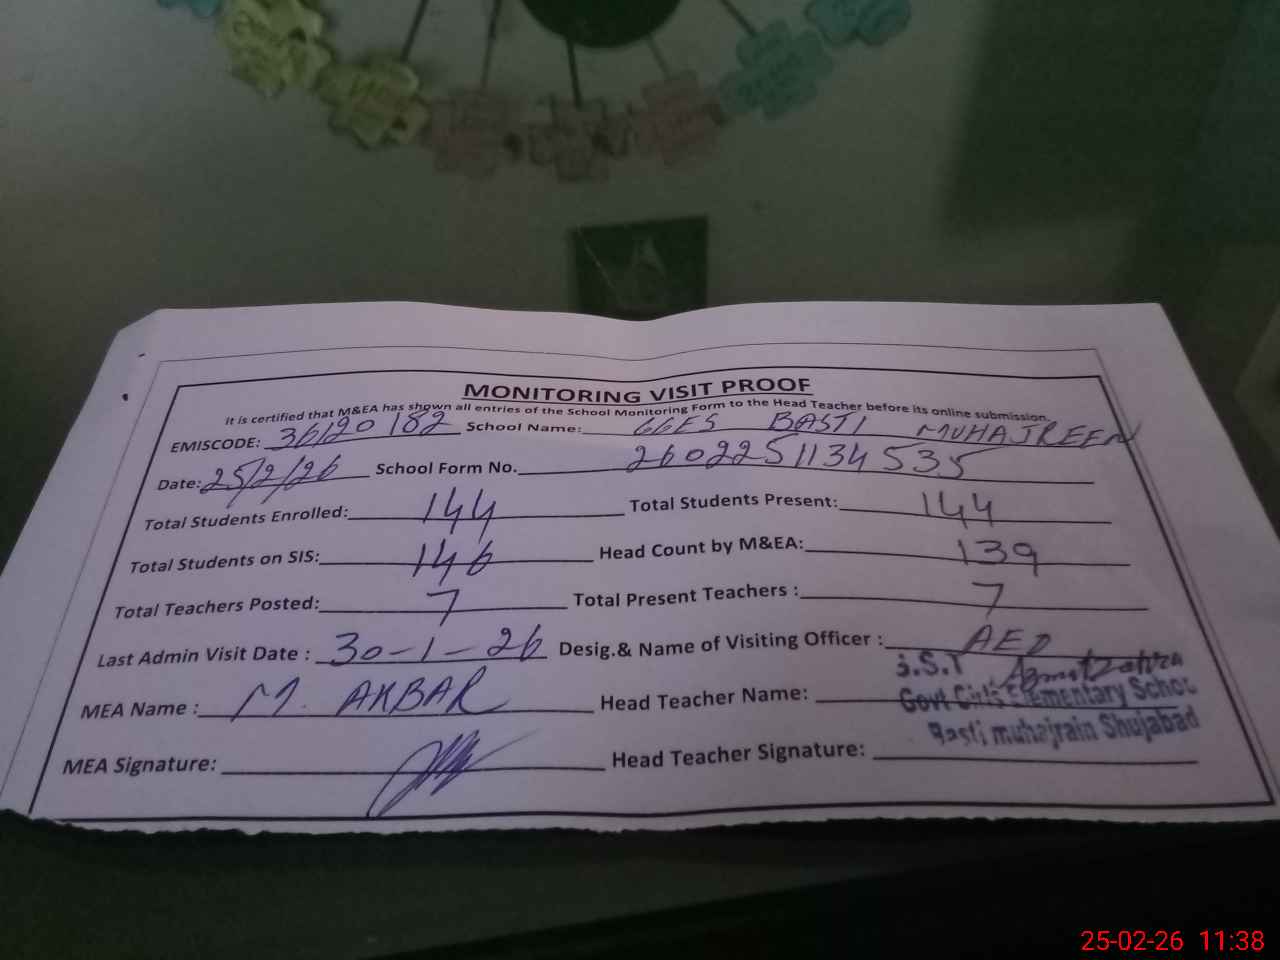 MONITORING VISIT PROOF
It is certified that M&EA has shown all entries of the School Monitoring Form to the Head Teacher before its online submission.
EMISCODE: 36120182 School Name: GGES BASTI MUHAJREEN
Date: 25/2/26 School Form No. 2602251134535
Total Students Enrolled: 144 Total Students Present: 144
Total Students on SIS: 146 Head Count by M&EA: 139
Total Teachers Posted: 7 Total Present Teachers : 7
Last Admin Visit Date : 30-1-26 Desig.& Name of Visiting Officer : AEO
MEA Name : M. AKBAR Head Teacher Name:
S.S.T
Govt Girls Elementary School
Basti muhajrain Shujabad
MEA Signature: Head Teacher Signature:
25-02-26 11:38